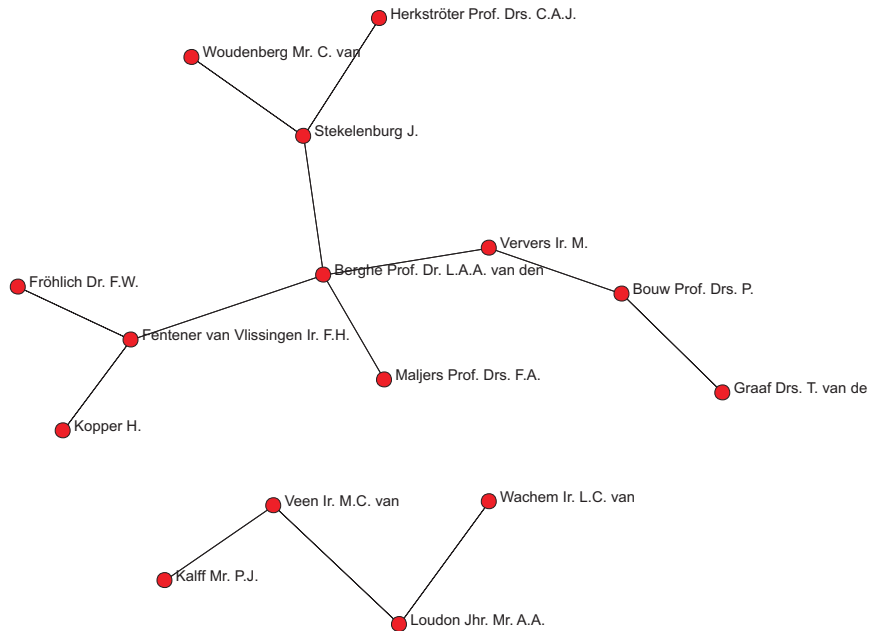 Herkströter Prof. Drs. C.A.J.
Woudenberg Mr. C. van
Stekelenburg J.
Ververs Ir. M.
Berghe Prof. Dr. L.A.A. van den
Fröhlich Dr. F.W.
Bouw Prof. Drs. P.
Fentener van Vlissingen Ir. F.H.
Maljers Prof. Drs. F.A.
Graaf Drs. T. van de
Kopper H.
Veen Ir. M.C. van
Wachem Ir. L.C. van
Kalff Mr. P.J.
Loudon Jhr. Mr. A.A.